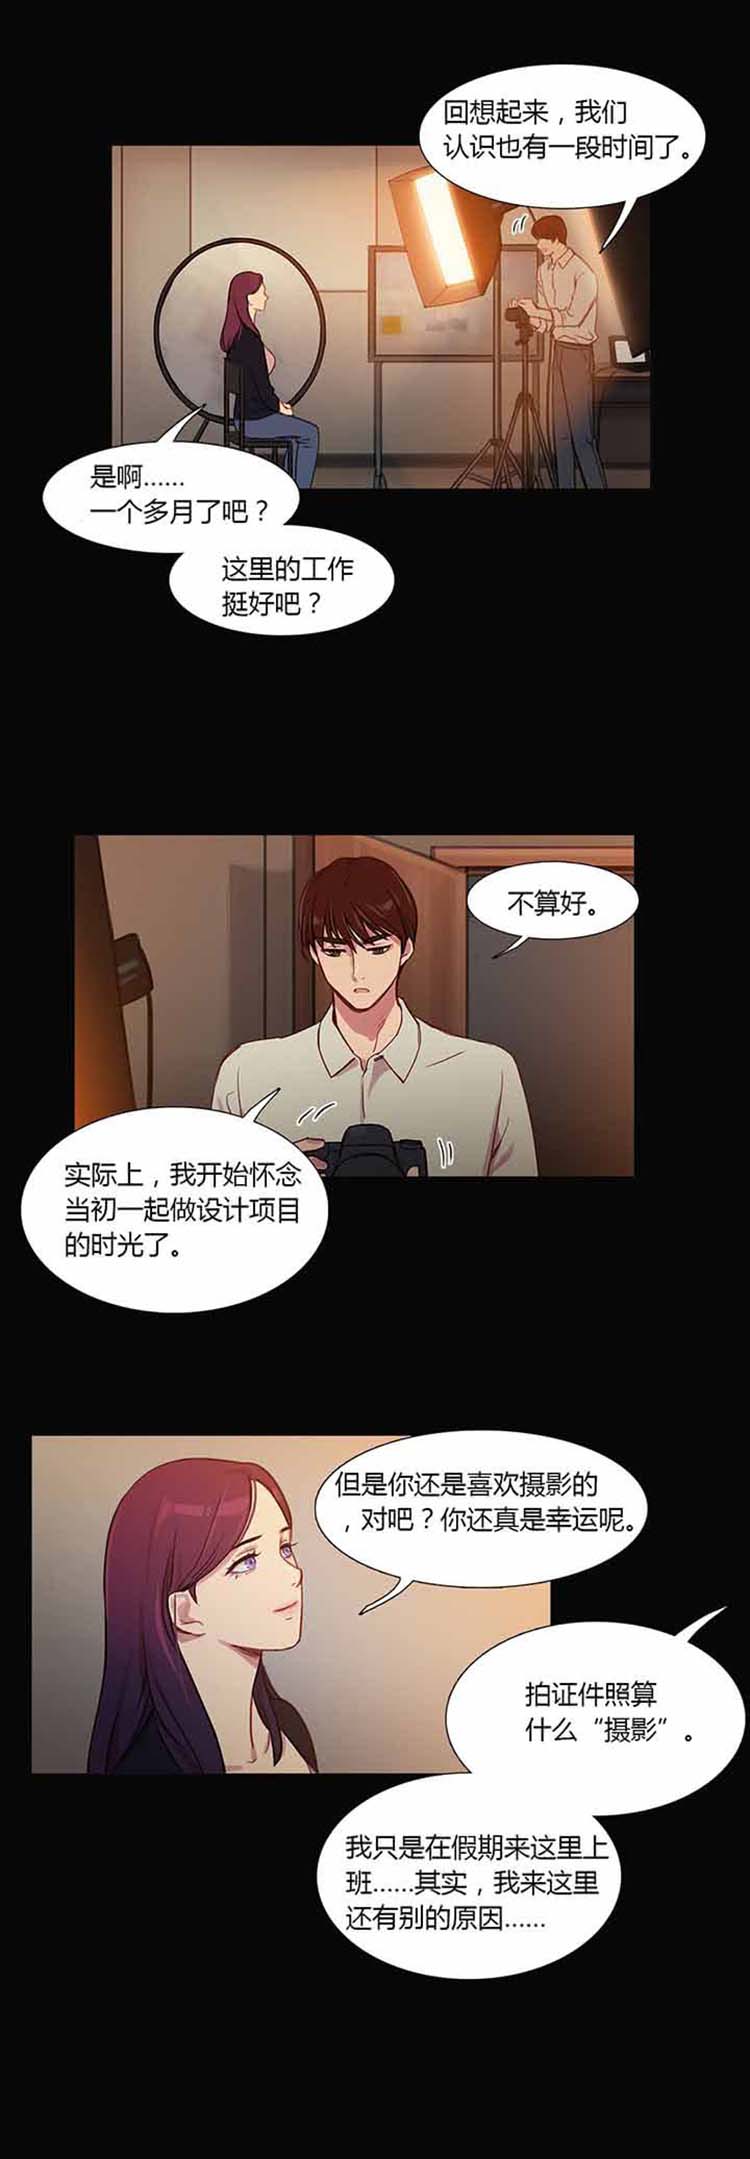 回想起来，我们
认识也有一段时间了。
是啊……
一个多月了吧？
这里的工作
挺好吧？
不算好。
实际上，我开始怀念
当初一起做设计项目
的时光了。
但是你还是喜欢摄影的
，对吧？你还真是幸运呢。
拍证件照算
什么“摄影”。
我只是在假期来这里上
班……其实，我来这里
还有别的原因……